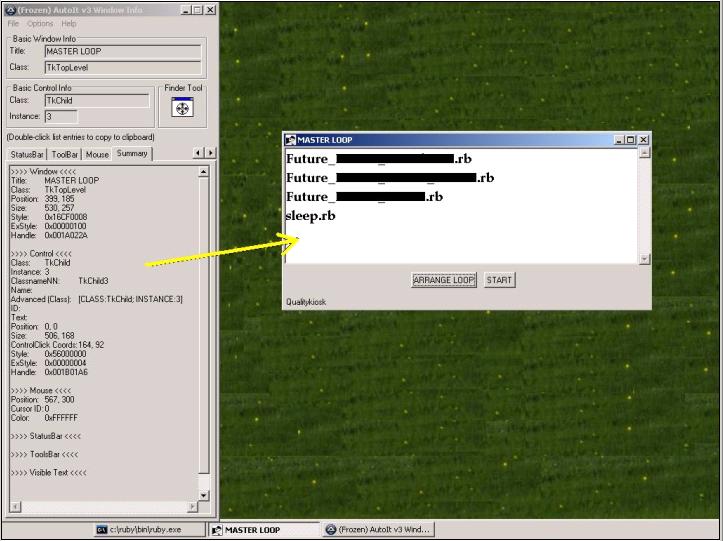 (Frozen) AutoIt v3 Window Info
File Options Help
Basic Window Info
Title: MASTER LOOP
Class: TkTopLevel
Basic Control Info
Class: TkChild
Instance: 3
Finder Tool
(Double-click list entries to copy to clipboard)
StatusBar ToolBar Mouse Summary
>>>> Window <<<<
Title: MASTER LOOP
Class: TkTopLevel
Position: 399, 185
Size: 530, 257
Style: 0x16CF0008
ExStyle: 0x00000100
Handle: 0x001A022A
>>>> Control <<<<
Class: TkChild
Instance: 3
ClassnameNN: TkChild3
Name:
Advanced (Class): [CLASS:TkChild; INSTANCE:3]
ID:
Text:
Position: 0, 0
Size: 506, 168
ControlClick Coords: 164, 92
Style: 0x56000000
ExStyle: 0x00000004
Handle: 0x001B01A6
>>>> Mouse <<<<
Position: 567, 300
Cursor ID: 0
Color: 0xFFFFFF
>>>> StatusBar <<<<
>>>> ToolsBar <<<<
>>>> Visible Text <<<<
MASTER LOOP
Future_ .rb
Future_ .rb
Future_ .rb
sleep.rb
ARRANGE LOOP START
Qualitykiosk
c:\ruby\bin\ruby.exe
MASTER LOOP
(Frozen) AutoIt v3 Wind...